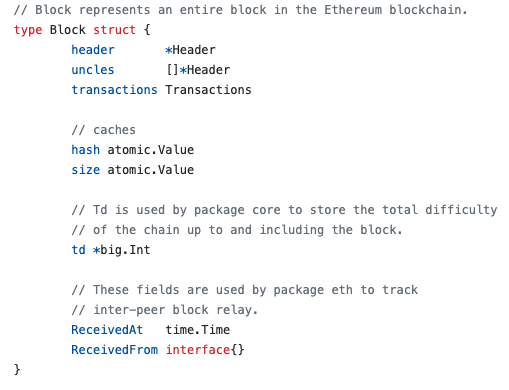 // Block represents an entire block in the Ethereum blockchain.
type Block struct {
header *Header
uncles []*Header
transactions Transactions
// caches
hash atomic.Value
size atomic.Value
// Td is used by package core to store the total difficulty
// of the chain up to and including the block.
td *big.Int
// These fields are used by package eth to track
// inter-peer block relay.
ReceivedAt time.Time
ReceivedFrom interface{}
}